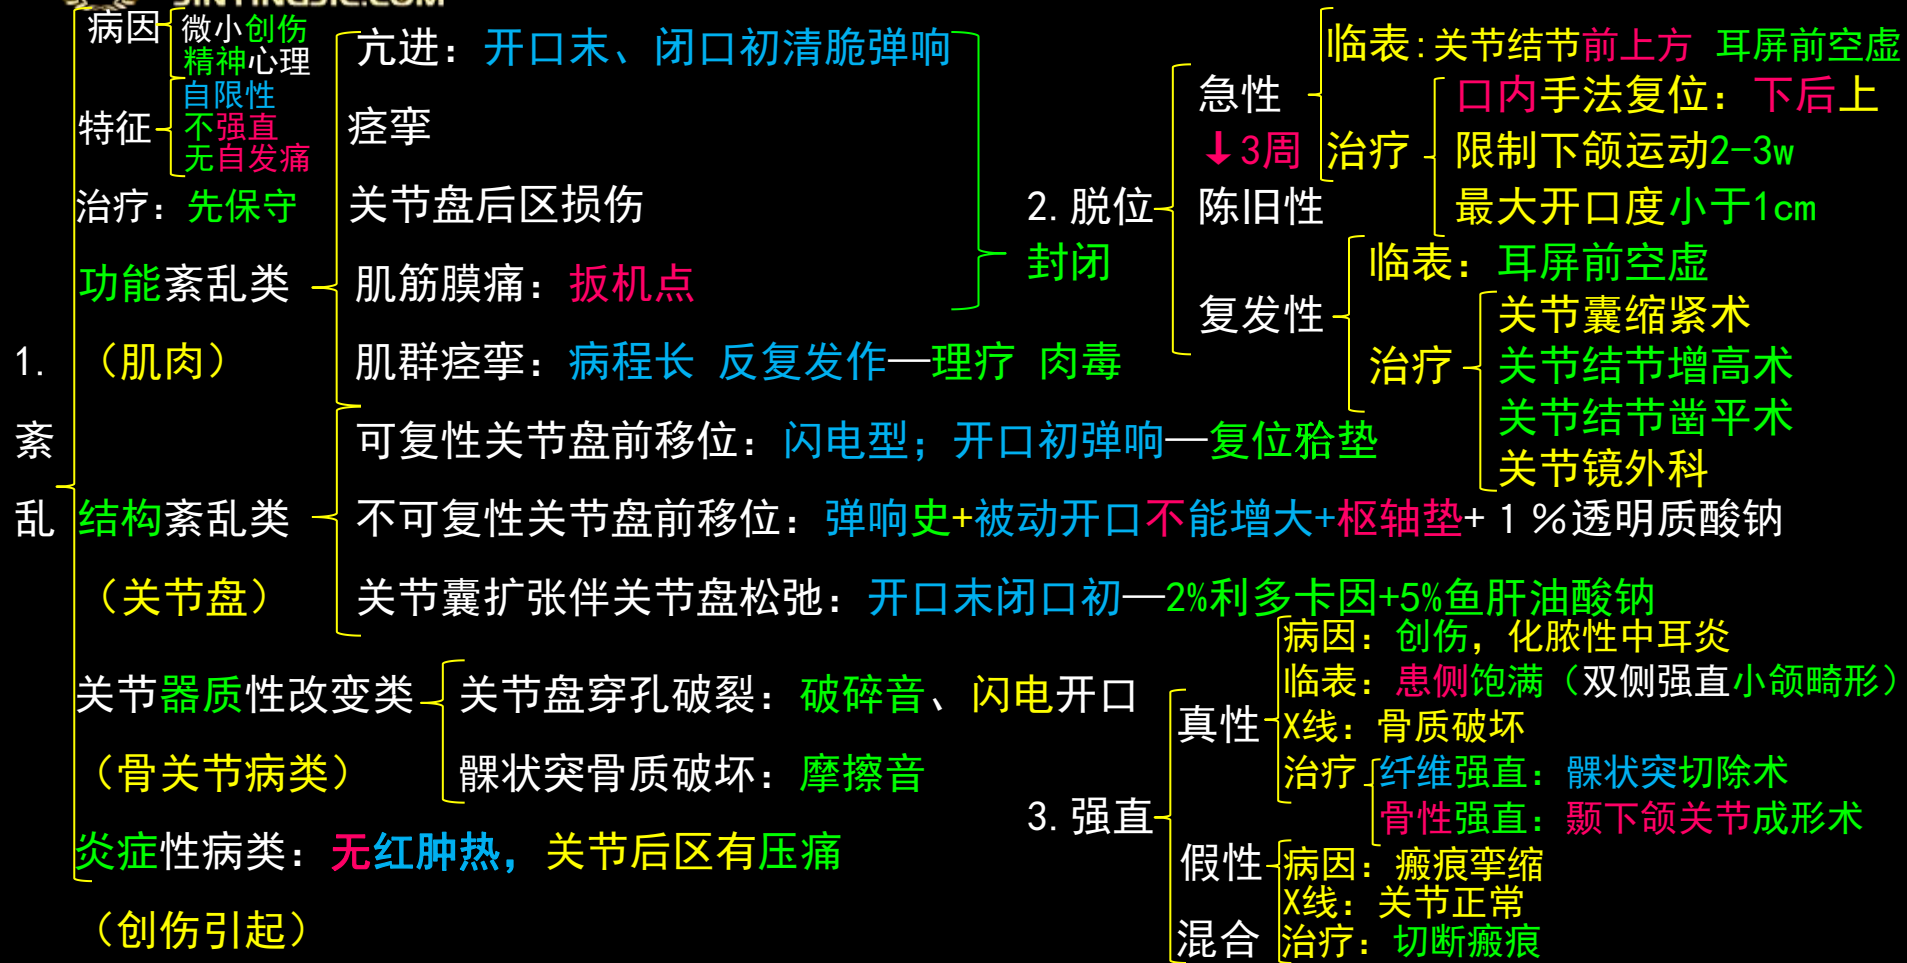 JINYINGJIE.COM
1.紊乱
病因
微小创伤
精神心理
特征
自限性
不强直
无自发痛
治疗：先保守
功能紊乱类
（肌肉）
亢进：开口末、闭口初清脆弹响
痉挛
关节盘后区损伤
肌筋膜痛：扳机点
封闭
肌群痉挛：病程长 反复发作—理疗 肉毒
结构紊乱类
（关节盘）
可复性关节盘前移位：闪电型；开口初弹响—复位𬌗垫
不可复性关节盘前移位：弹响史+被动开口不能增大+枢轴垫+１％透明质酸钠
关节囊扩张伴关节盘松弛：开口末闭口初—2%利多卡因+5%鱼肝油酸钠
关节器质性改变类
（骨关节病类）
关节盘穿孔破裂：破碎音、闪电开口
髁状突骨质破坏：摩擦音
炎症性病类：无红肿热，关节后区有压痛
（创伤引起）
2.脱位
急性
↓3周
临表:关节结节前上方 耳屏前空虚
治疗
口内手法复位：下后上
限制下颌运动2-3w
最大开口度小于1cm
陈旧性
复发性
临表：耳屏前空虚
治疗
关节囊缩紧术
关节结节增高术
关节结节凿平术
关节镜外科
3.强直
真性
病因：创伤，化脓性中耳炎
临表：患侧饱满（双侧强直小颌畸形）
X线：骨质破坏
治疗
纤维强直：髁状突切除术
骨性强直：颞下颌关节成形术
假性
病因：瘢痕挛缩
X线：关节正常
治疗：切断瘢痕
混合